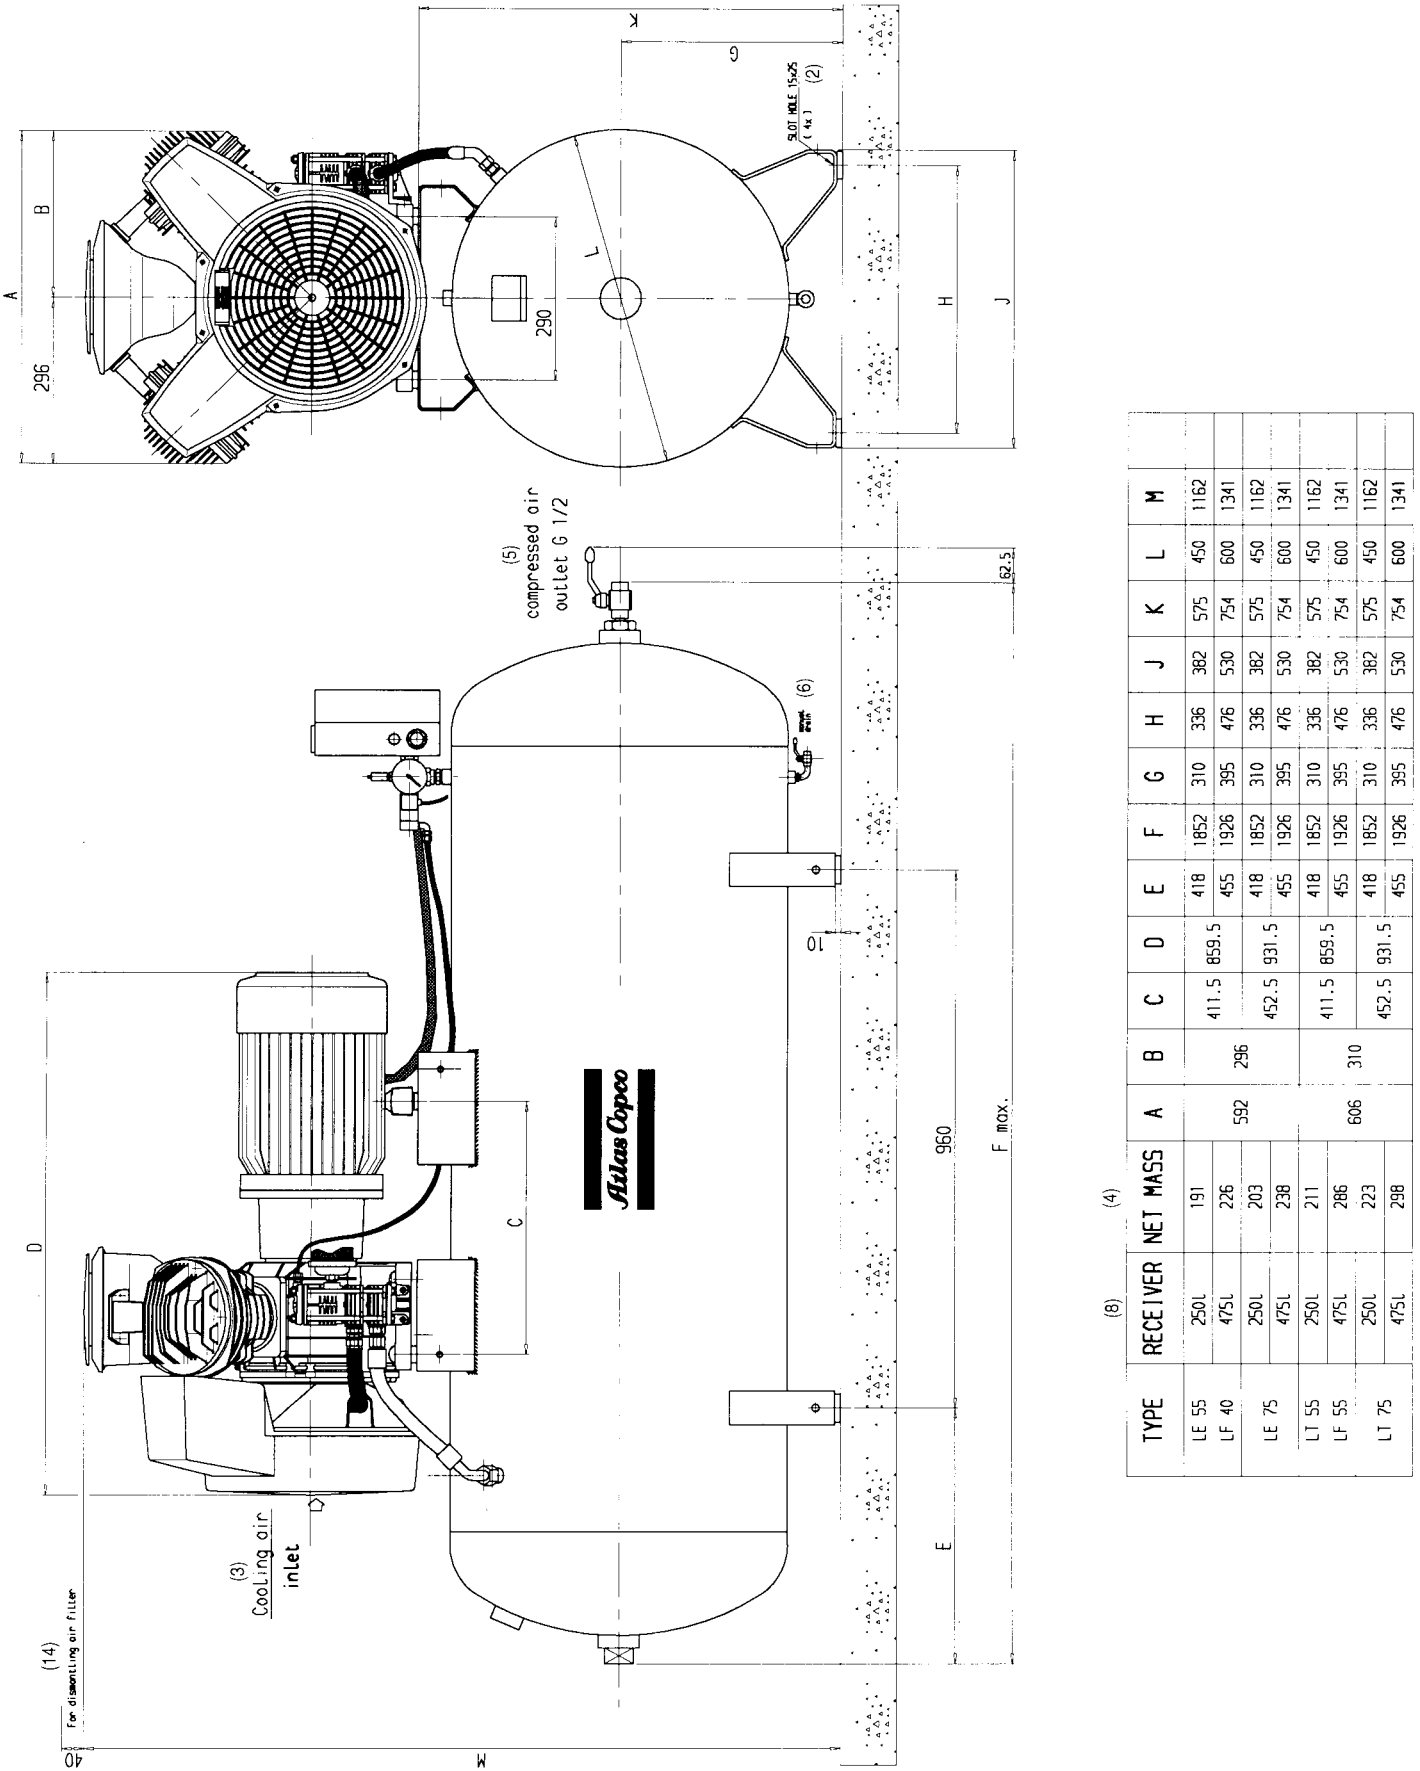 (14)
For dismantling air filter
40
M
D
(3)
Cooling air
inlet
C
Atlas Copco
E
960
10
F max.
62.5
(5)
compressed air
outlet G 1/2
manual
drain
(6)
A
296
B
290
L
K
G
SLOT HOLE 15x25
( 4x )
(2)
H
J
(8) (4)
TYPE RECEIVER NET MASS A B C D E F G H J K L M
LE 55 250l 191 592 296 411.5 859.5 418 1852 310 336 382 575 450 1162
LF 40 475l 226 455 1926 395 476 530 754 600 1341
LE 75 250l 203 452.5 931.5 418 1852 310 336 382 575 450 1162
475l 238 455 1926 395 476 530 754 600 1341
LT 55 250l 211 606 310 411.5 859.5 418 1852 310 336 382 575 450 1162
LF 55 475l 286 455 1926 395 476 530 754 600 1341
LT 75 250l 223 452.5 931.5 418 1852 310 336 382 575 450 1162
475l 298 455 1926 395 476 530 754 600 1341